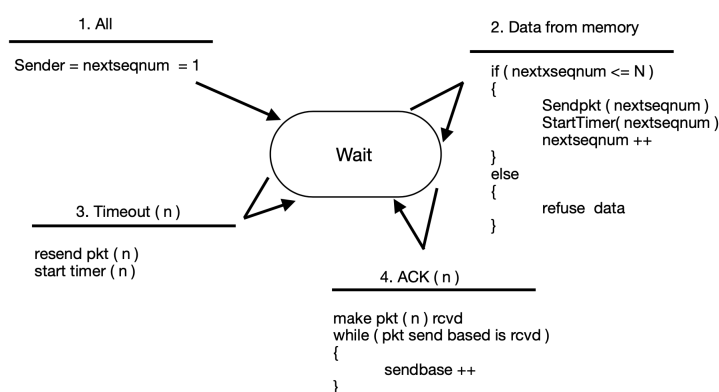 1. All
Sender = nextseqnum = 1
2. Data from memory
if ( nextxseqnum <= N )
{
Sendpkt ( nextseqnum )
StartTimer( nextseqnum )
nextseqnum ++
}
else
{
refuse data
}
Wait
3. Timeout ( n )
resend pkt ( n )
start timer ( n )
4. ACK ( n )
make pkt ( n ) rcvd
while ( pkt send based is rcvd )
{
sendbase ++
}